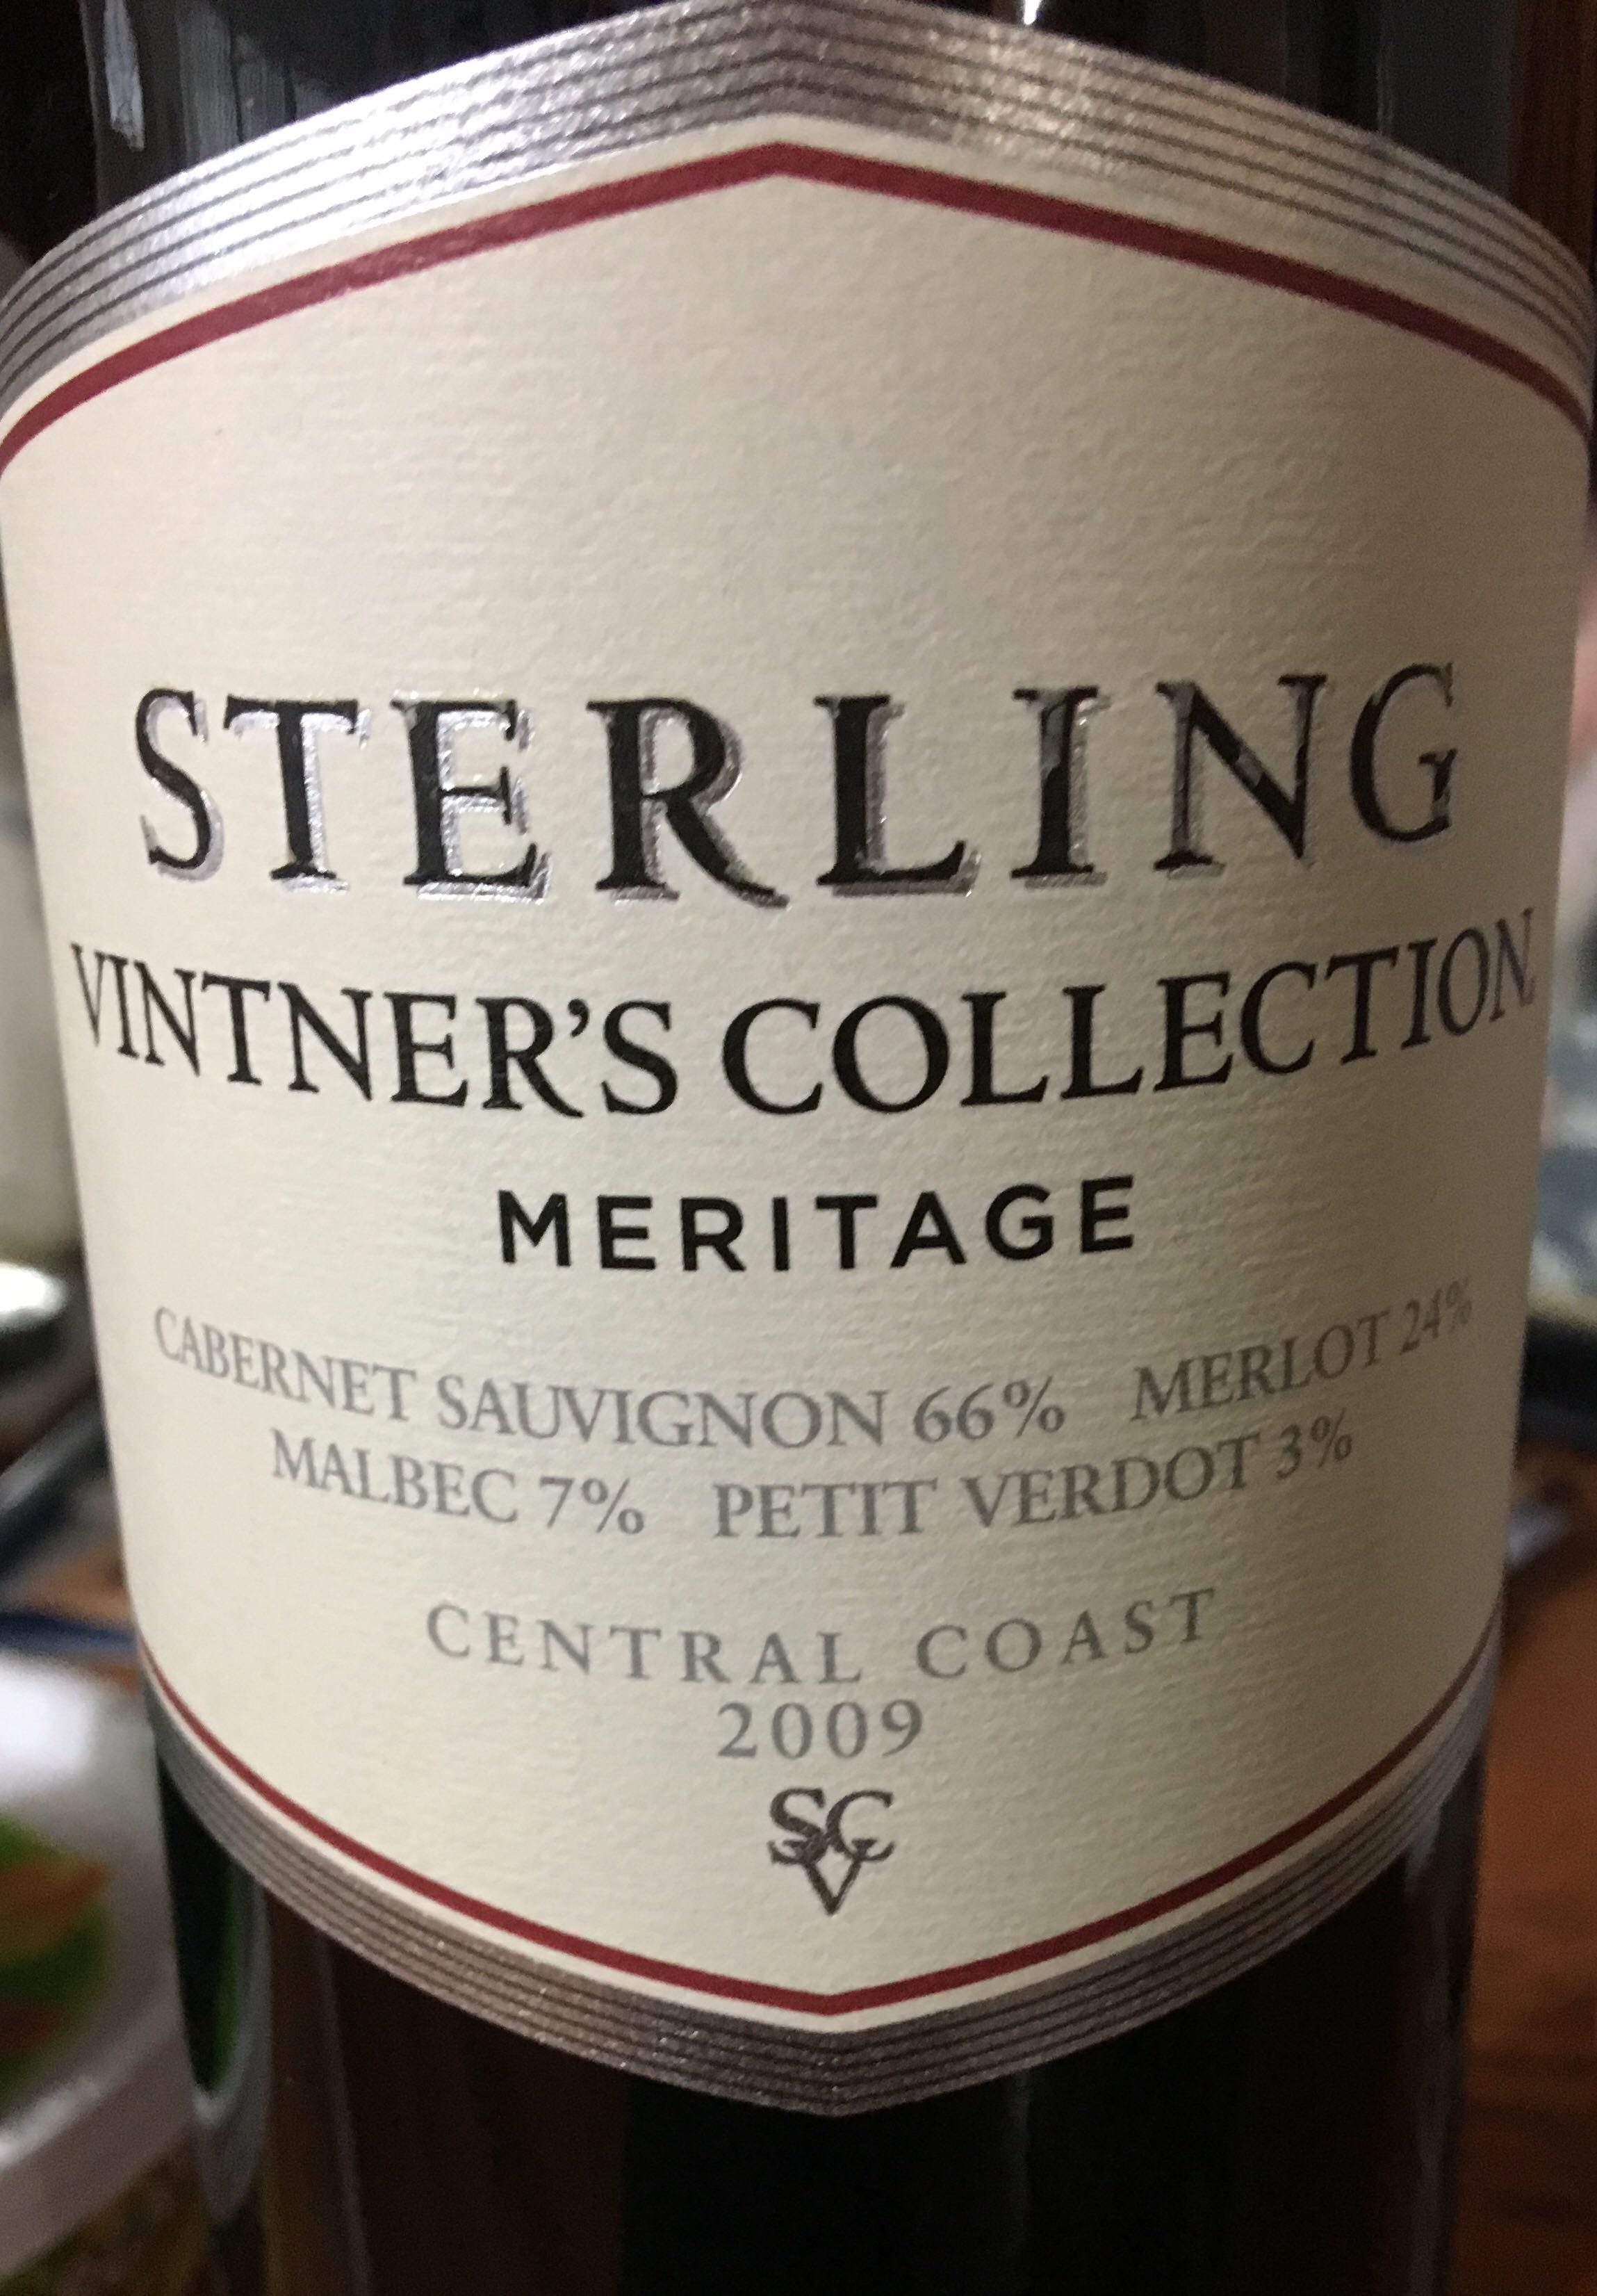 STERLING
VINTNER'S COLLECTION.
MERITAGE
CABERNET SAUVIGNON 66% MERLOT 24%
MALBEC 7% PETIT VERDOT 3%
CENTRAL COAST
2009
SVC